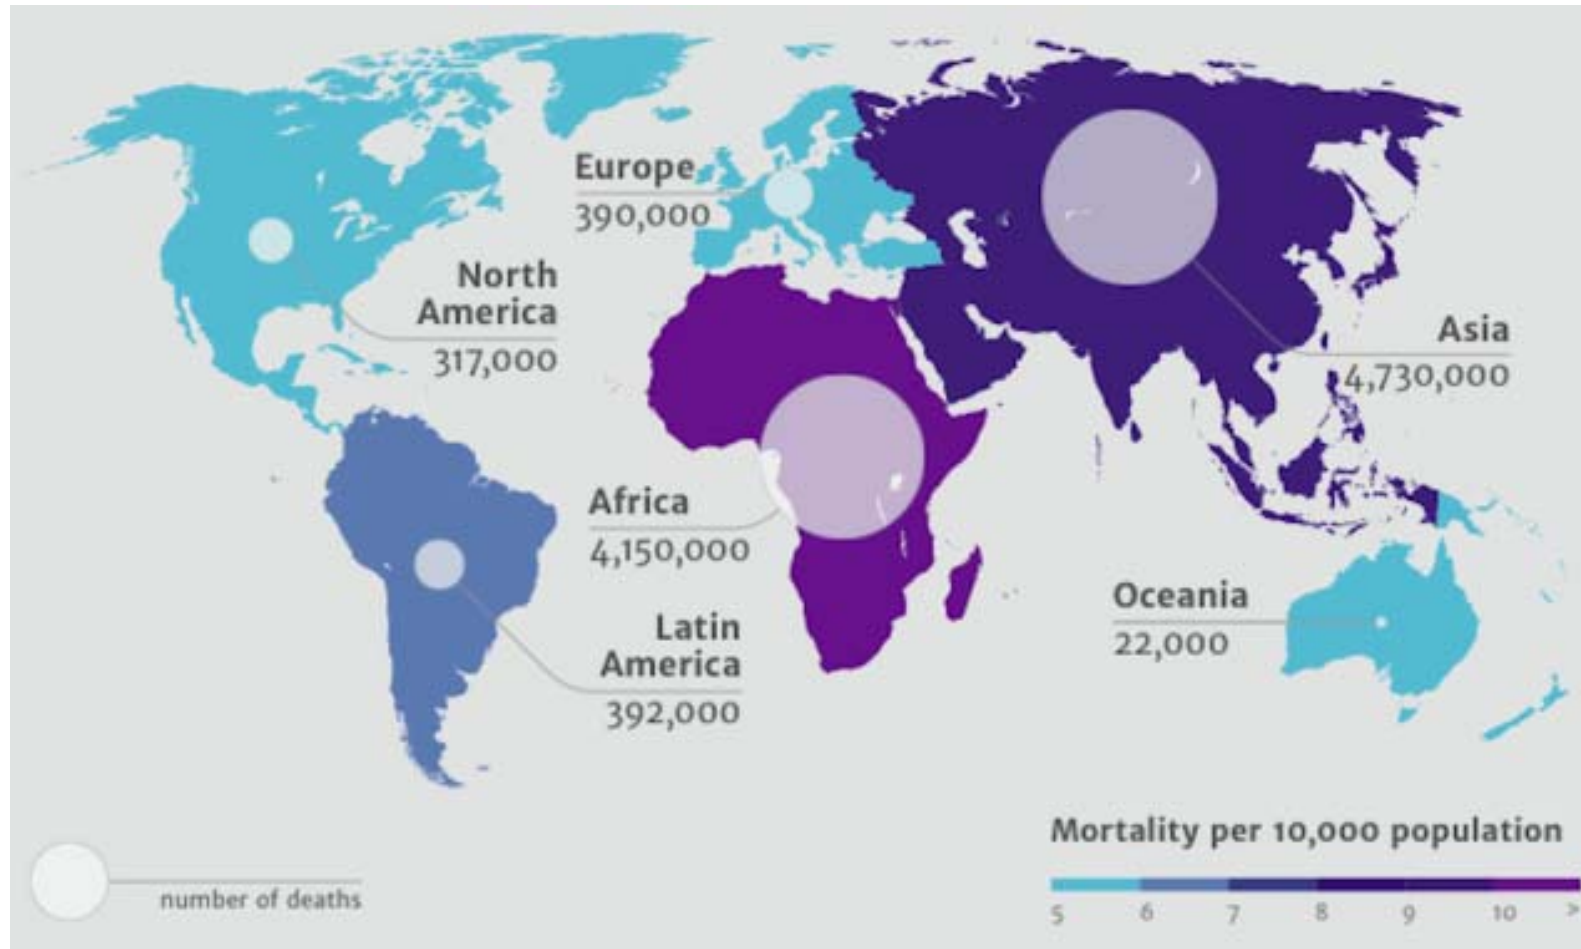 Europe
390,000
North
America
317,000
Asia
4,730,000
Africa
4,150,000
Oceania
22,000
Latin
America
392,000
Mortality per 10,000 population
5 6 7 8 9 10 >
number of deaths